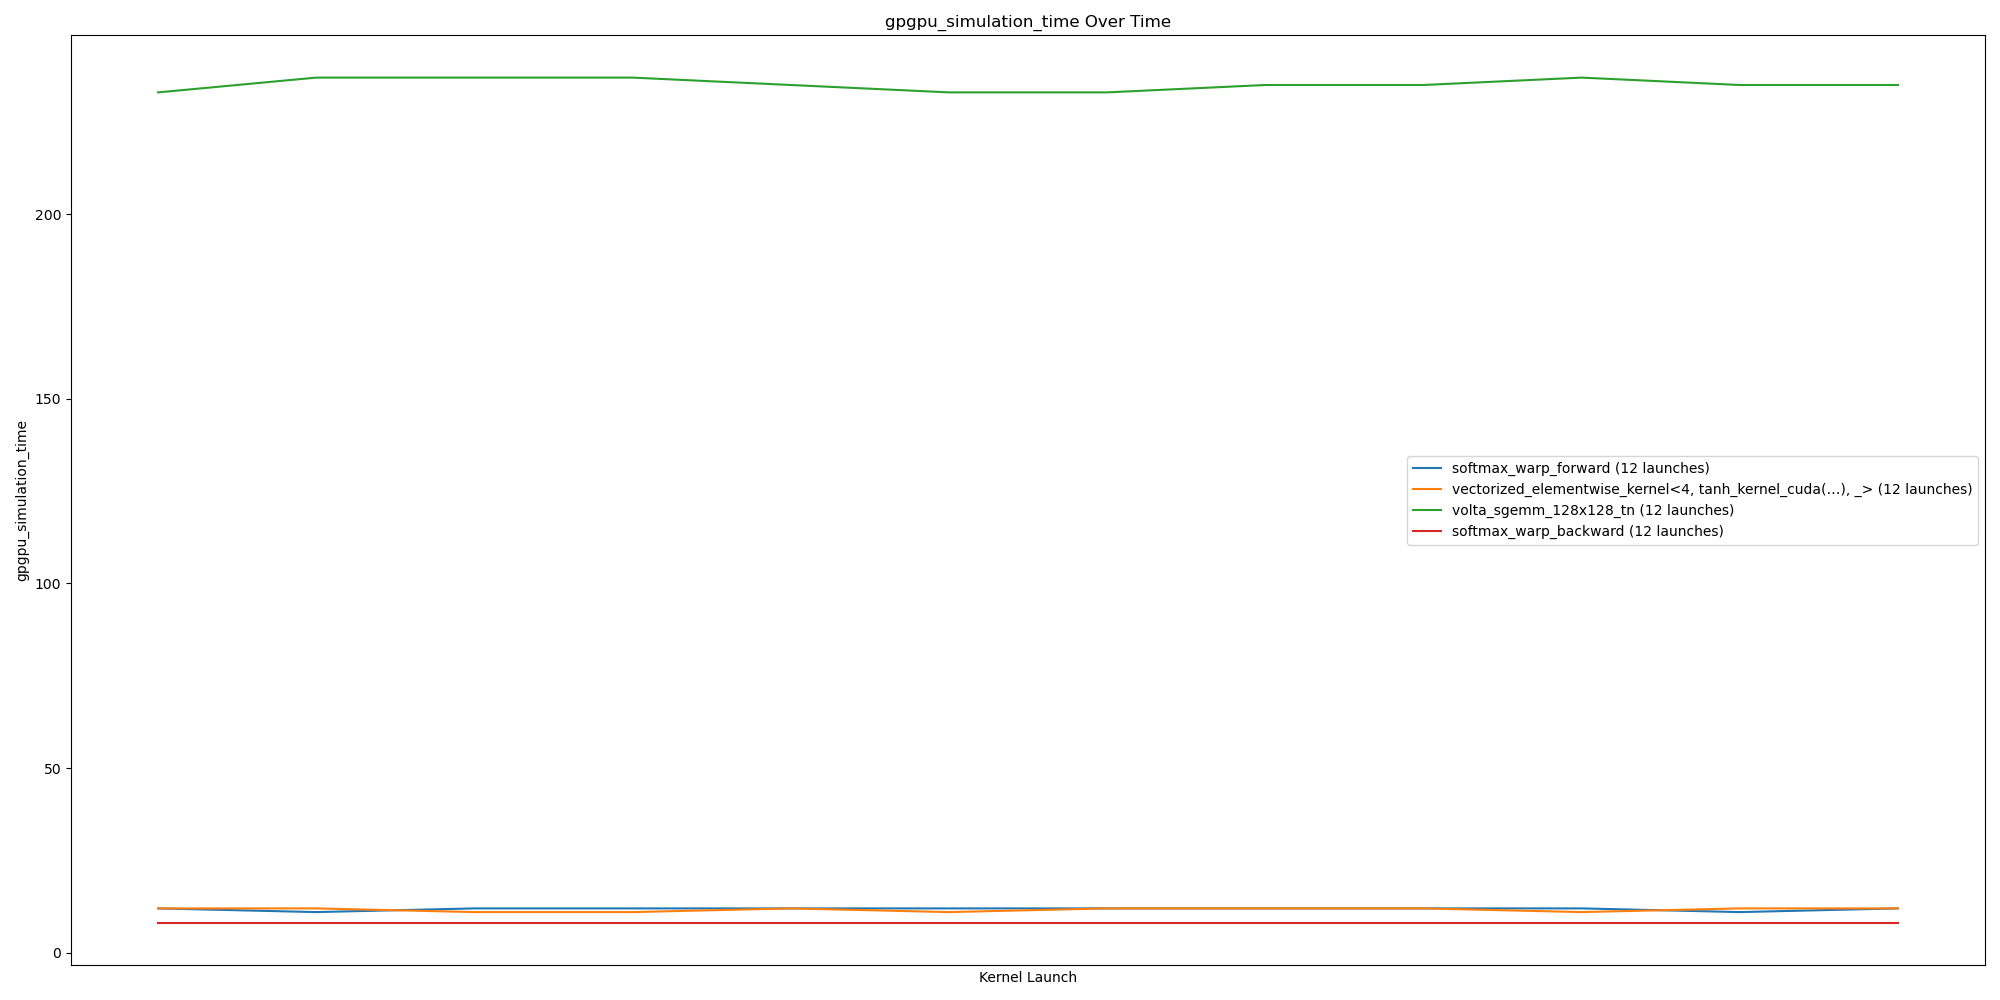 gpgpu_simulation_time Over Time
gpgpu_simulation_time
200
150
100
50
0
softmax_warp_forward (12 launches)
vectorized_elementwise_kernel<4, tanh_kernel_cuda(...), _> (12 launches)
volta_sgemm_128x128_tn (12 launches)
softmax_warp_backward (12 launches)
Kernel Launch